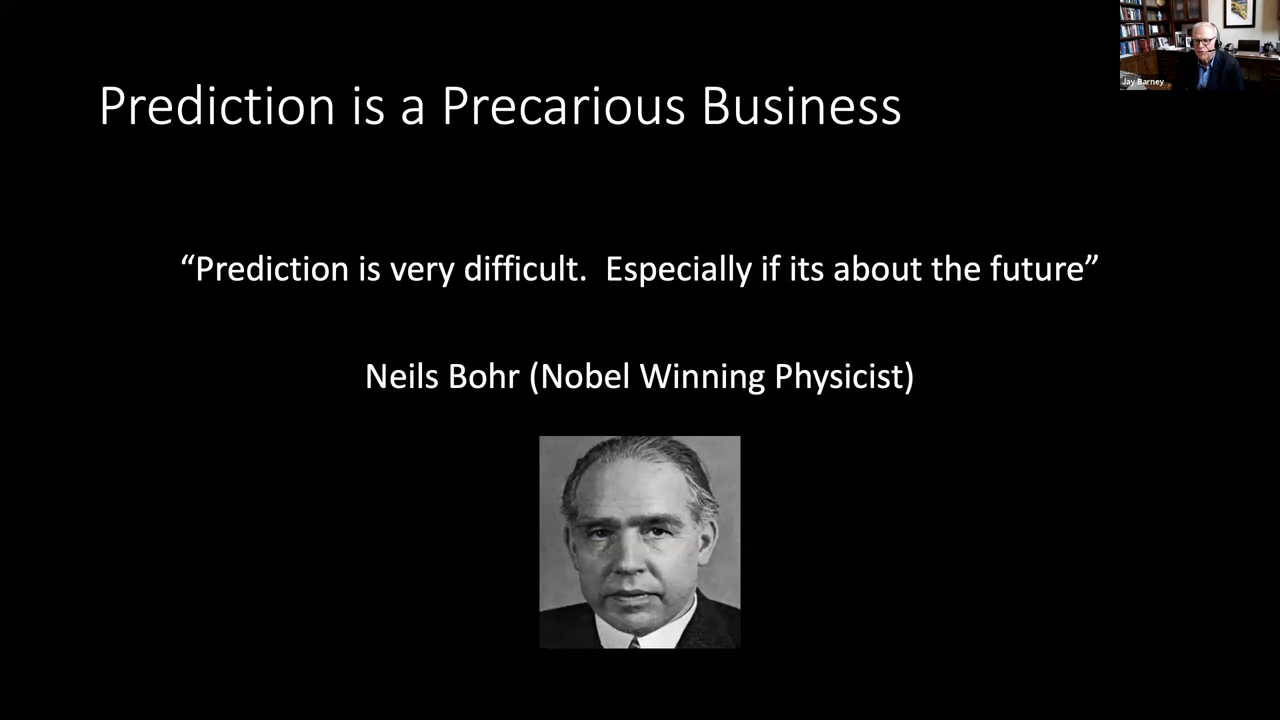 Prediction is a Precarious Business
“Prediction is very difficult.  Especially if its about the future”
Neils Bohr (Nobel Winning Physicist)
Jay Barney